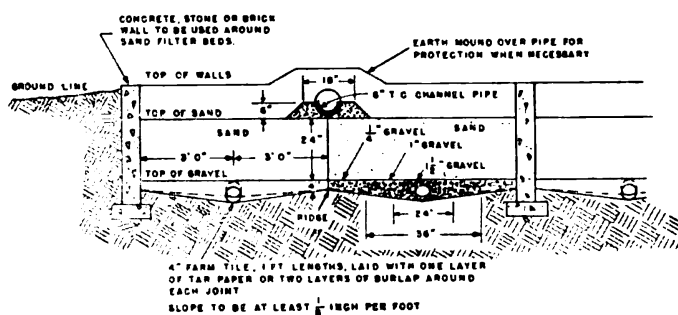 CONCRETE, STONE OR BRICK
WALL TO BE USED AROUND
SAND FILTER BEDS.
EARTH MOUND OVER PIPE FOR
PROTECTION WHEN NECESSARY
GROUND LINE
TOP OF WALLS
18"
6" T.C. CHANNEL PIPE
TOP OF SAND
6"
SAND
24"
1/4" GRAVEL
SAND
3'0"
3'0"
1" GRAVEL
GRAVEL
TOP OF GRAVEL
RIDGE
24"
36"
4" FARM TILE, 1 FT LENGTHS, LAID WITH ONE LAYER
OF TAR PAPER OR TWO LAYERS OF BURLAP AROUND
EACH JOINT
SLOPE TO BE AT LEAST 1/8 INCH PER FOOT